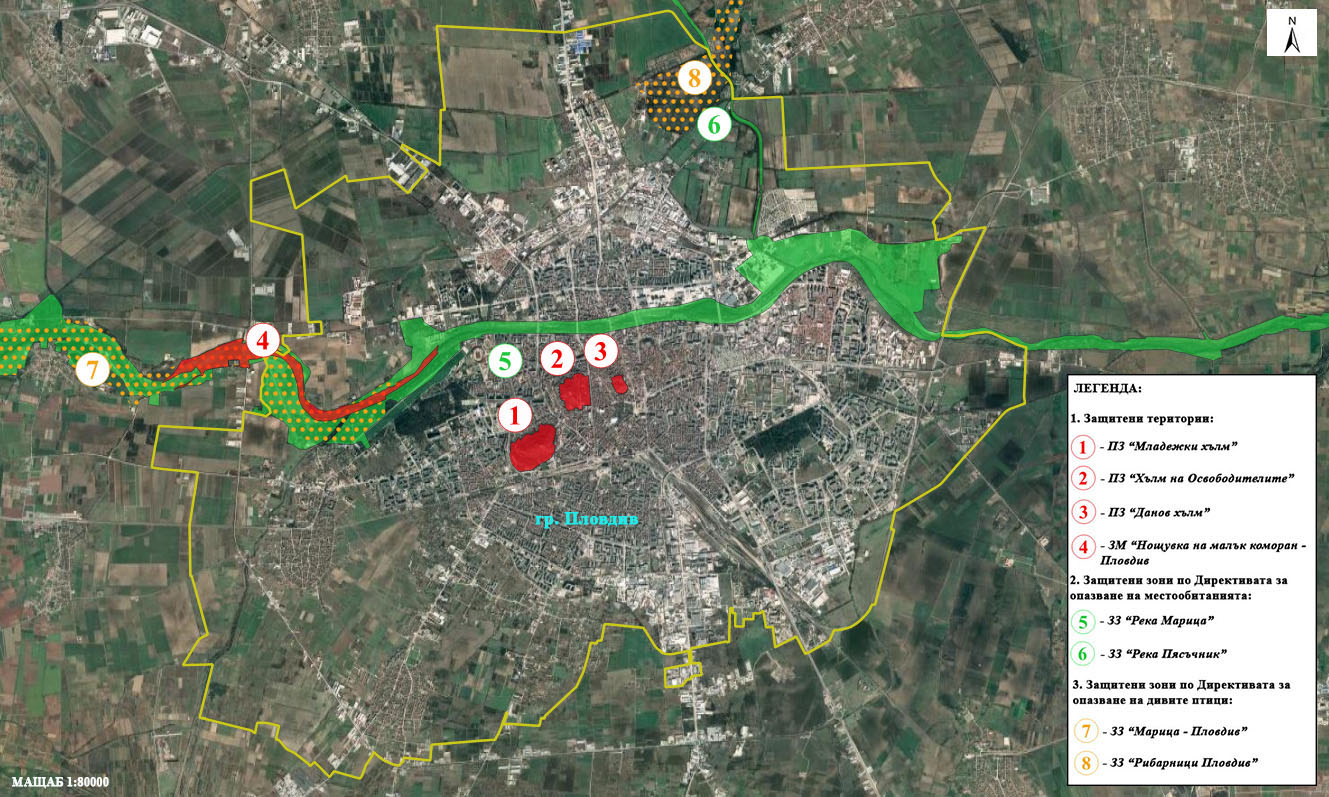 N
8
6
4
7
5
2
3
1
гр. Пловдив
МАЩАБ 1:80000
ЛЕГЕНДА:
1. Защитени територии:
1 - ПЗ "Младежки хълм"
2 - ПЗ "Хълм на Освободителите"
3 - ПЗ "Данов хълм"
4 - ЗМ "Нощувка на малък коморан -
Пловдив
2. Защитени зони по Директивата за
опазване на местообитанията:
5 - ЗЗ "Река Марица"
6 - ЗЗ "Река Пясъчник"
3. Защитени зони по Директивата за
опазване на дивите птици:
7 - ЗЗ "Марица - Пловдив"
8 - ЗЗ "Рибарници Пловдив"